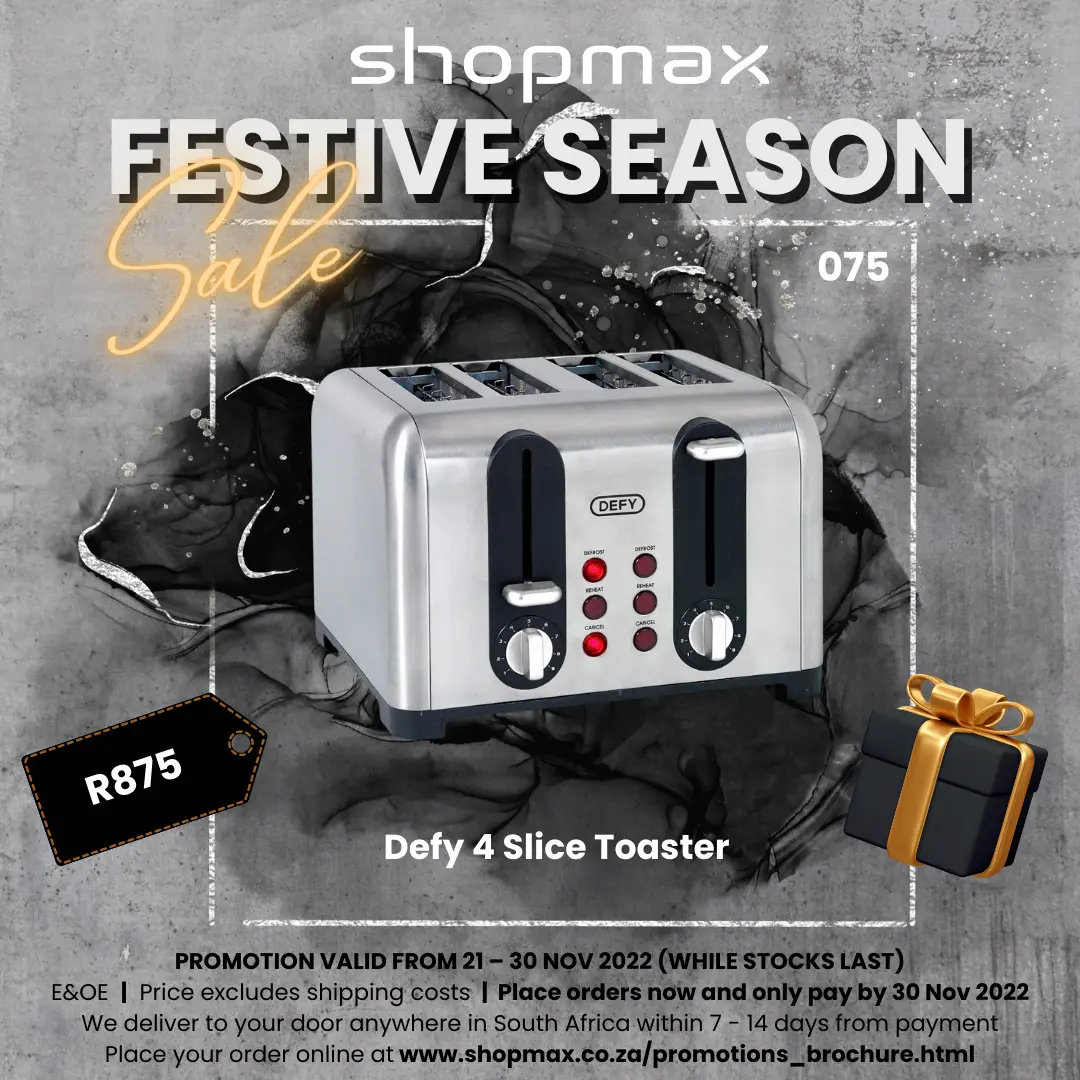 shopmax
FESTIVE SEASON
Sale
075
DEFY
DEFROST DEFROST
REHEAT REHEAT
CANCEL CANCEL
R875
Defy 4 Slice Toaster
PROMOTION VALID FROM 21 – 30 NOV 2022 (WHILE STOCKS LAST)
E&OE | Price excludes shipping costs | Place orders now and only pay by 30 Nov 2022
We deliver to your door anywhere in South Africa within 7 - 14 days from payment
Place your order online at www.shopmax.co.za/promotions_brochure.html